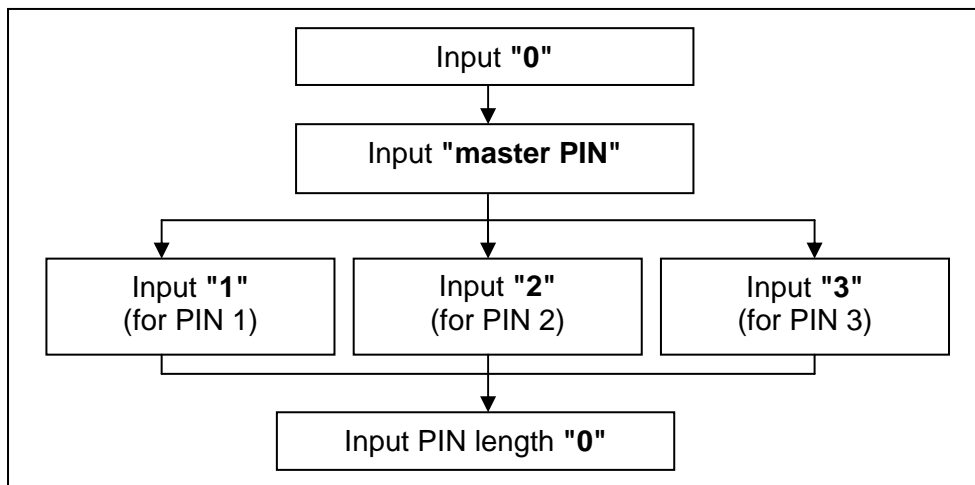 Input "0"
Input "master PIN"
Input "1"
(for PIN 1)
Input "2"
(for PIN 2)
Input "3"
(for PIN 3)
Input PIN length "0"